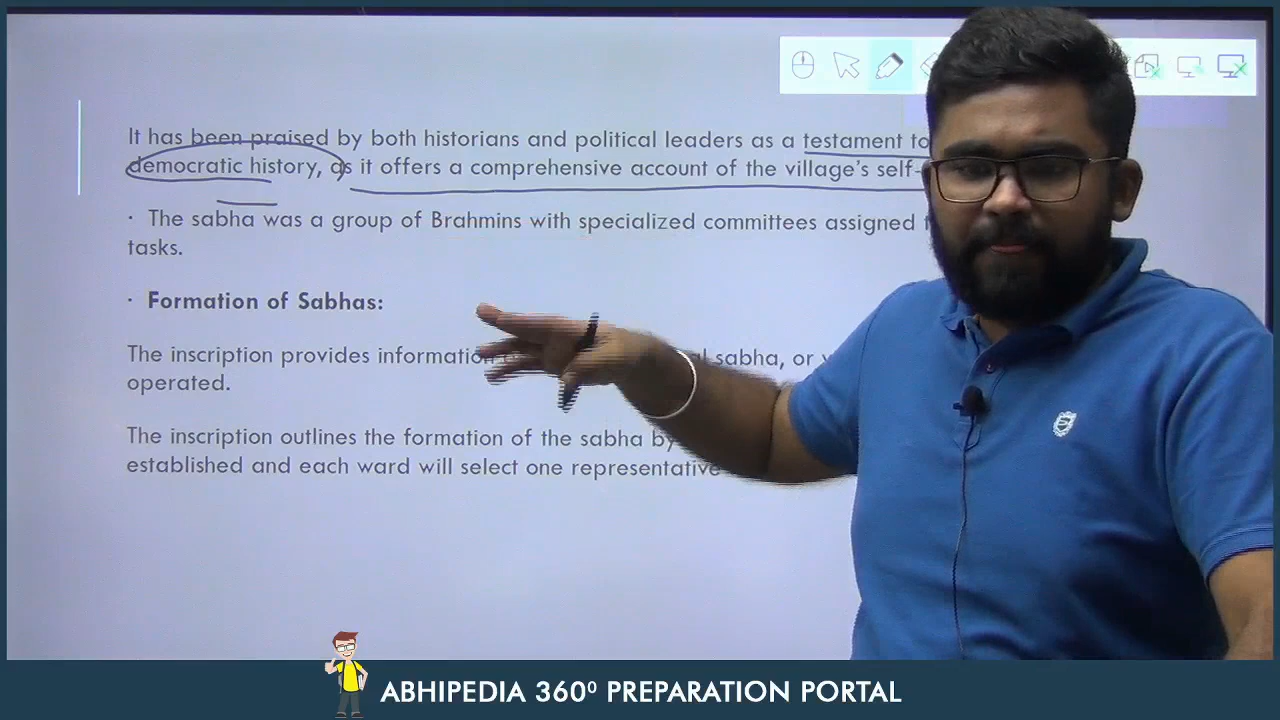 It has been praised by both historians and political leaders as a testament to
democratic history, as it offers a comprehensive account of the village's self-
· The sabha was a group of Brahmins with specialized committees assigned
tasks.
· Formation of Sabhas:
The inscription provides information sabha, or
operated.
The inscription outlines the formation of the sabha by
established and each ward will select one representative
ABHIPEDIA 360⁰ PREPARATION PORTAL